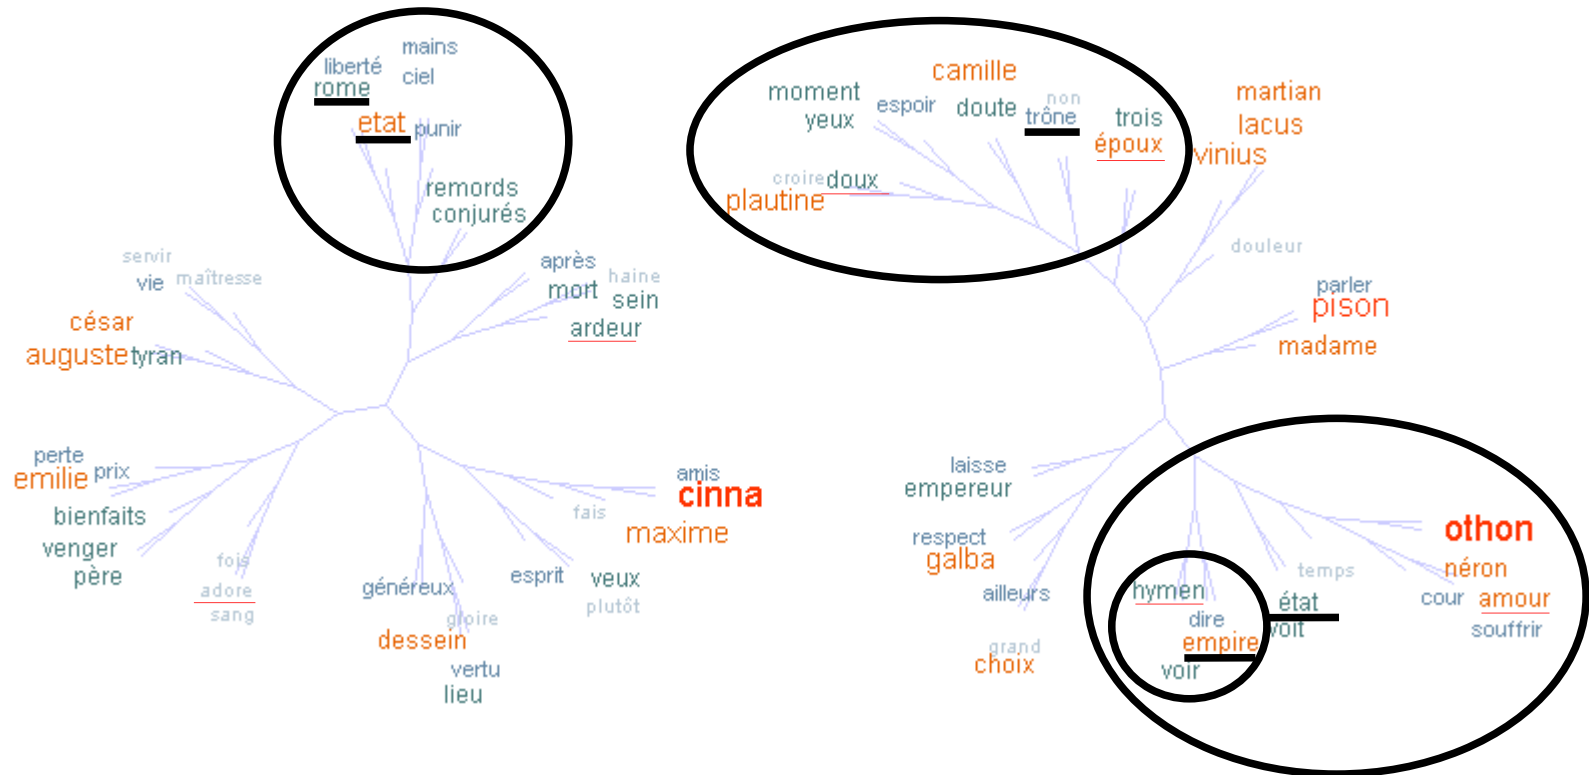 mains
liberté
ciel
rome
etat
punir
remords
conjurés
servir
vie
maîtresse
césar
auguste
tyran
après
haine
mort
sein
ardeur
perte
emilie
prix
bienfaits
venger
père
fois
adore
sang
amis
cinna
fais
maxime
esprit
veux
plutôt
généreux
gloire
dessein
vertu
lieu
camille
moment
yeux
espoir
doute
non
trône
trois
époux
croire
doux
plautine
martian
lacus
vinius
douleur
parler
pison
madame
laisse
empereur
respect
galba
ailleurs
grand
choix
othon
néron
temps
cour
amour
souffrir
hymen
état
voit
dire
empire
voir